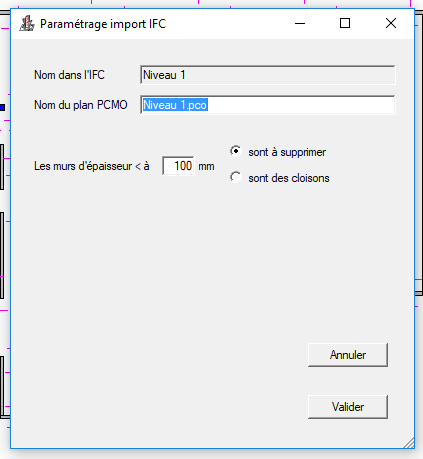 Paramétrage import IFC
Nom dans l'IFC Niveau 1
Nom du plan PCMO Niveau 1.pco
sont à supprimer
Les murs d'épaisseur < à 100 mm
sont des cloisons
Annuler
Valider